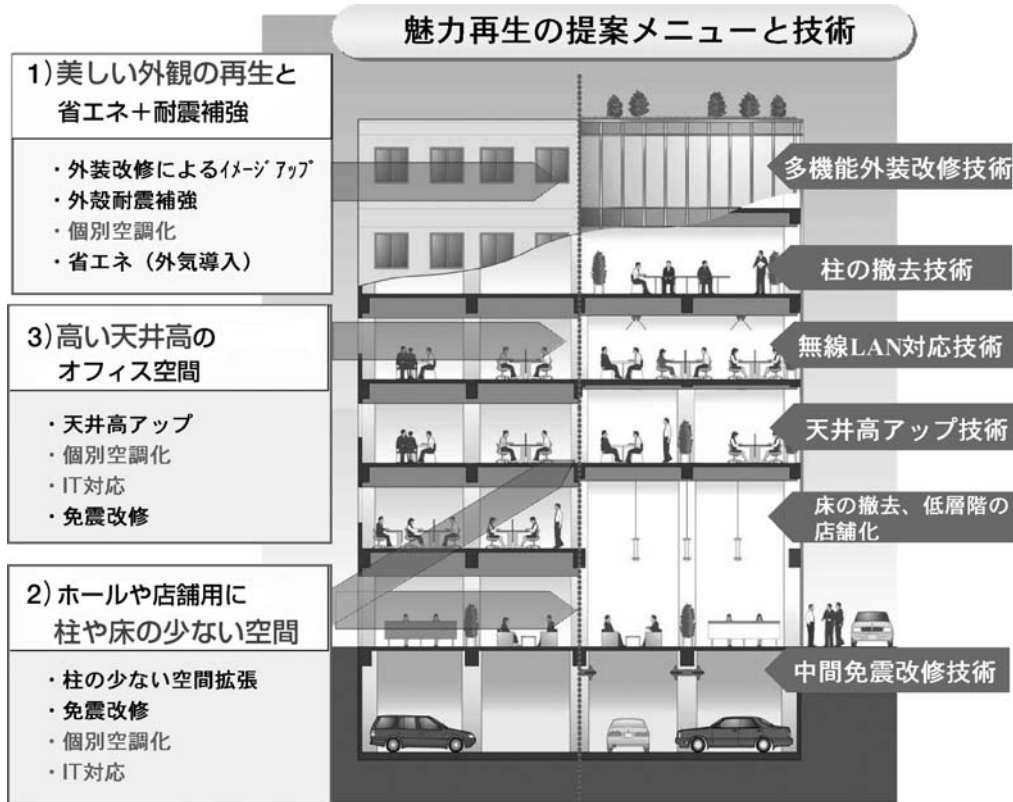 魅力再生の提案メニューと技術
1)美しい外観の再生と
省エネ＋耐震補強
・外装改修によるｲﾒｰｼﾞｱｯﾌﾟ
・外殻耐震補強
・個別空調化
・省エネ（外気導入）
3)高い天井高の
オフィス空間
・天井高アップ
・個別空調化
・IT対応
・免震改修
2)ホールや店舗用に
柱や床の少ない空間
・柱の少ない空間拡張
・免震改修
・個別空調化
・IT対応
多機能外装改修技術
柱の撤去技術
無線LAN対応技術
天井高アップ技術
床の撤去、低層階の
店舗化
中間免震改修技術